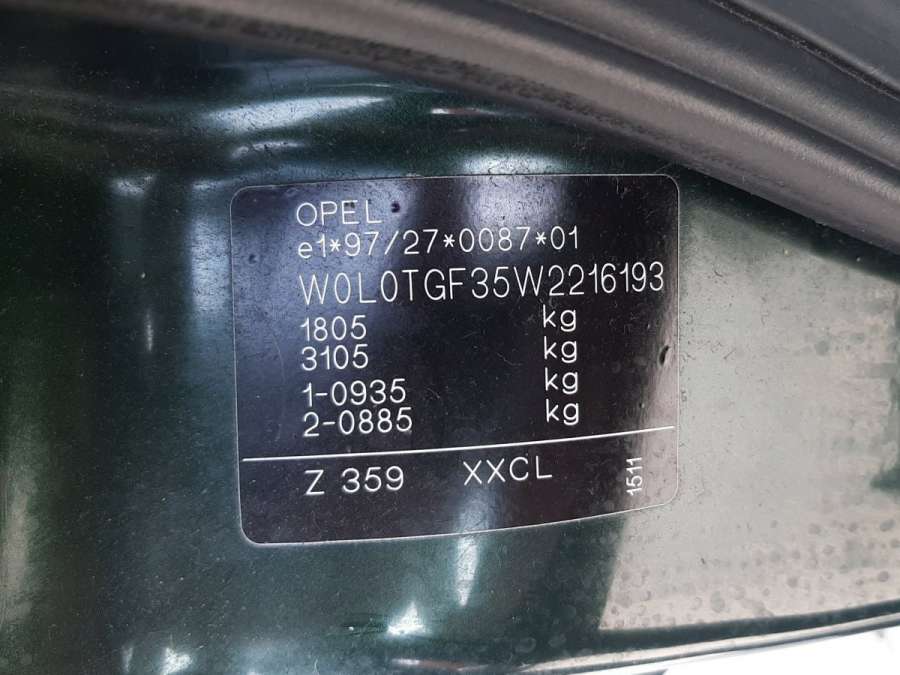 OPEL
e1*97/27*0087*01
W0L0TGF35W2216193
1805 kg
3105 kg
1-0935 kg
2-0885 kg
Z 359 XXCL 1511